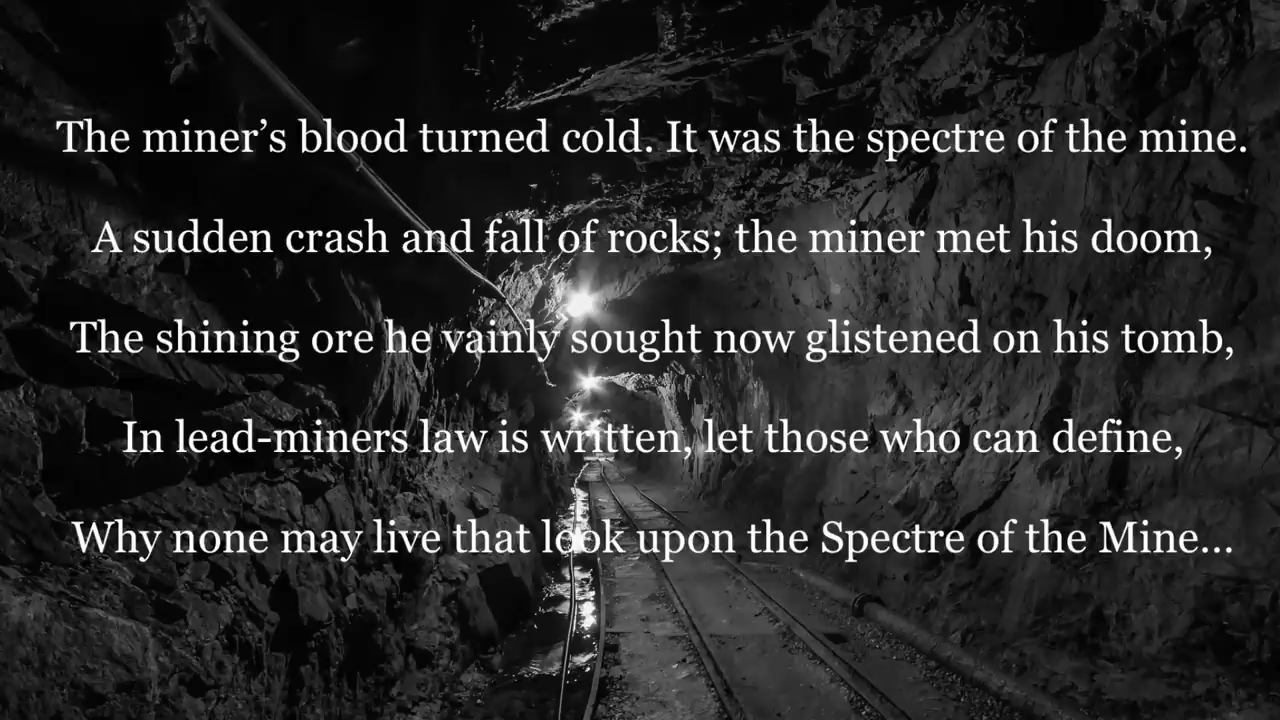 The miner’s blood turned cold. It was the spectre of the mine.
A sudden crash and fall of rocks; the miner met his doom,
The shining ore he vainly sought now glistened on his tomb,
In lead-miners law is written, let those who can define,
Why none may live that look upon the Spectre of the Mine...